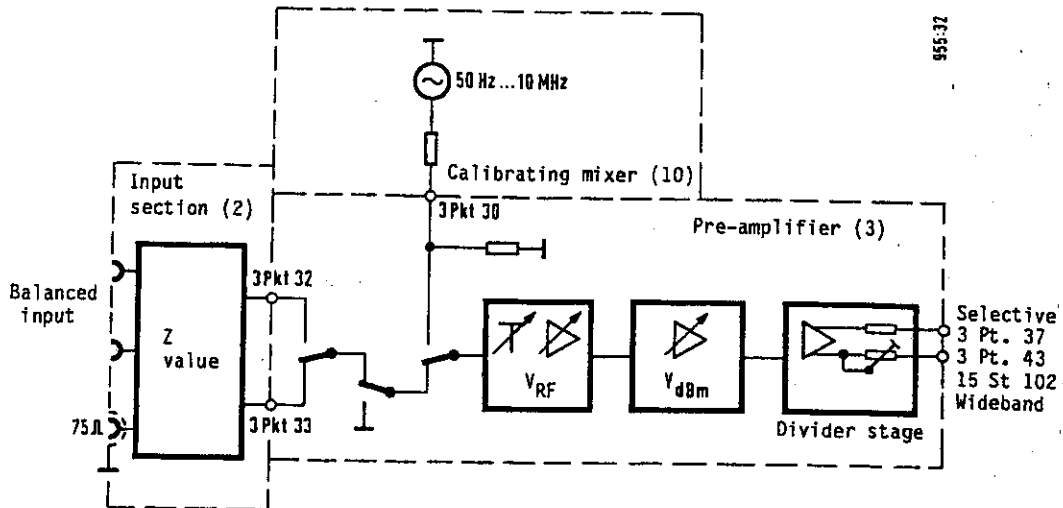 955:32
50 Hz ... 10 MHz
Calibrating mixer (10)
Input
section (2)
3 Pkt 30
Pre-amplifier (3)
3 Pkt 32
Balanced
input
Z
value
VRF
VdBm
Selective
3 Pt. 37
3 Pt. 43
15 St 102
Wideband
75Ω
3 Pkt 33
Divider stage